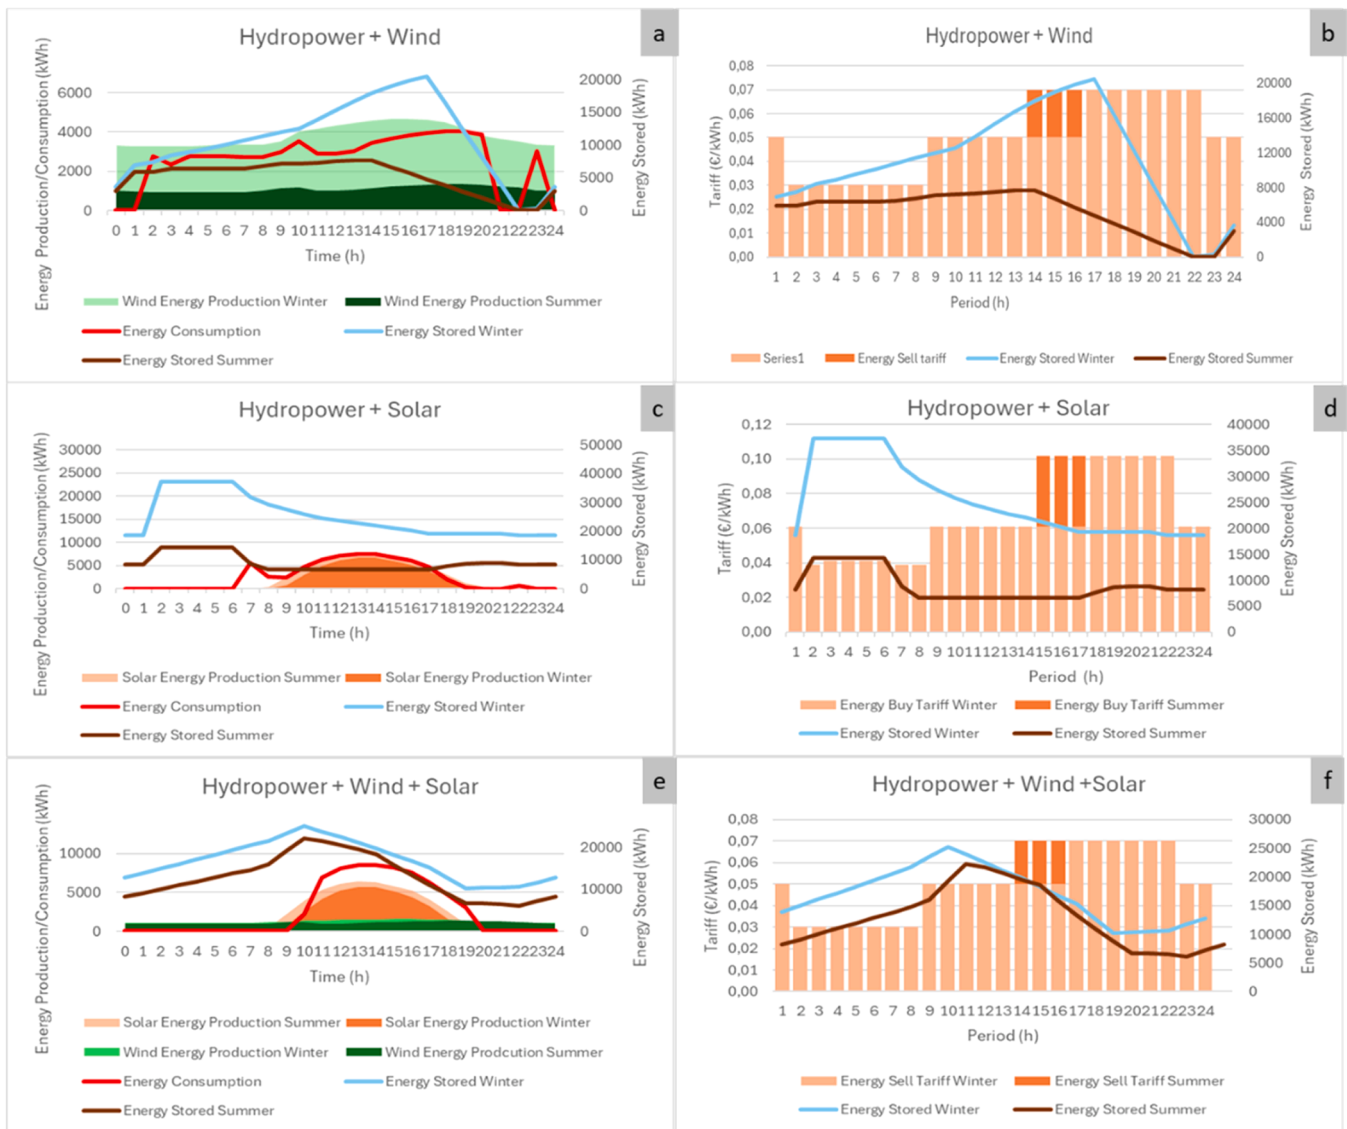 Hydropower + Wind
a
Energy Production/Consumption (kWh)
Energy Stored (kWh)
6000
4000
2000
0
20000
15000
10000
5000
0
0 1 2 3 4 5 6 7 8 9 10 11 12 13 14 15 16 17 18 19 20 21 22 23 24
Time (h)
Wind Energy Production Winter
Wind Energy Production Summer
Energy Consumption
Energy Stored Winter
Energy Stored Summer
Hydropower + Wind
b
Tariff (€/kWh)
Energy Stored (kWh)
0,08
0,07
0,06
0,05
0,04
0,03
0,02
0,01
0,00
20000
16000
12000
8000
4000
0
1 2 3 4 5 6 7 8 9 10 11 12 13 14 15 16 17 18 19 20 21 22 23 24
Period (h)
Series1
Energy Sell tariff
Energy Stored Winter
Energy Stored Summer
Hydropower + Solar
c
Energy Production/Consumption (kWh)
Energy Stored (kWh)
30000
25000
20000
15000
10000
5000
0
50000
40000
30000
20000
10000
0
0 1 2 3 4 5 6 7 8 9 10 11 12 13 14 15 16 17 18 19 20 21 22 23 24
Time (h)
Solar Energy Production Summer
Solar Energy Production Winter
Energy Consumption
Energy Stored Winter
Energy Stored Summer
Hydropower + Solar
d
Tariff (€/kWh)
Energy Stored (kWh)
0,12
0,10
0,08
0,06
0,04
0,02
0,00
40000
35000
30000
25000
20000
15000
10000
5000
0
1 2 3 4 5 6 7 8 9 10 11 12 13 14 15 16 17 18 19 20 21 22 23 24
Period (h)
Energy Buy Tariff Winter
Energy Buy Tariff Summer
Energy Stored Winter
Energy Stored Summer
Hydropower + Wind + Solar
e
Energy Production/Consumption (kWh)
Energy Stored (kWh)
10000
5000
0
20000
10000
0
0 1 2 3 4 5 6 7 8 9 10 11 12 13 14 15 16 17 18 19 20 21 22 23 24
Time (h)
Solar Energy Production Summer
Solar Energy Production Winter
Wind Energy Production Winter
Wind Energy Prodcution Summer
Energy Consumption
Energy Stored Winter
Energy Stored Summer
Hydropower + Wind +Solar
f
Tariff (€/kWh)
Energy Stored (kWh)
0,08
0,07
0,06
0,05
0,04
0,03
0,02
0,01
0,00
30000
25000
20000
15000
10000
5000
0
1 2 3 4 5 6 7 8 9 10 11 12 13 14 15 16 17 18 19 20 21 22 23 24
Period (h)
Energy Sell Tariff Winter
Energy Sell Tariff Summer
Energy Stored Winter
Energy Stored Summer